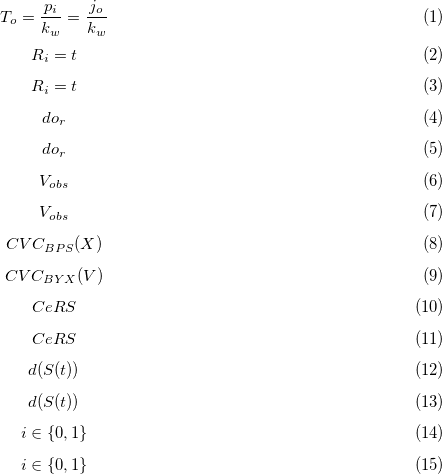 T_o = \frac{p_i}{k_w} = \frac{j_o}{k_w} (1)
R_i = t (2)
R_i = t (3)
do_r (4)
do_r (5)
V_{obs} (6)
V_{obs} (7)
CVC_{BPS}(X) (8)
CVC_{BYX}(V) (9)
CeRS (10)
CeRS (11)
d(S(t)) (12)
d(S(t)) (13)
i ∈ {0, 1} (14)
i ∈ {0, 1} (15)